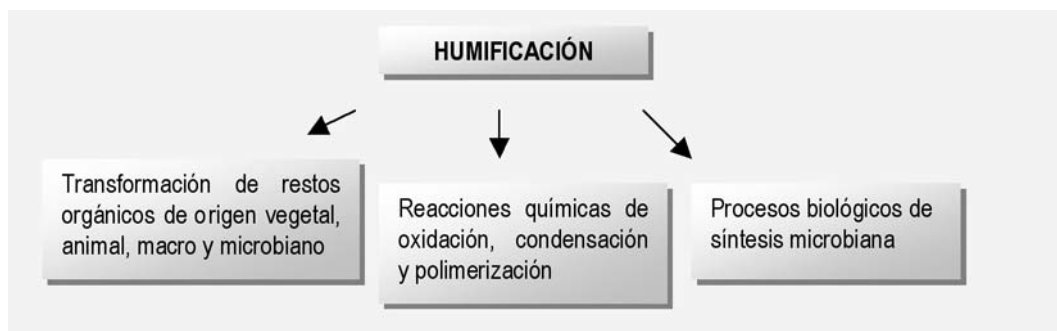 HUMIFICACIÓN
Transformación de restos
orgánicos de origen vegetal,
animal, macro y microbiano
Reacciones químicas de
oxidación, condensación
y polimerización
Procesos biológicos de
síntesis microbiana